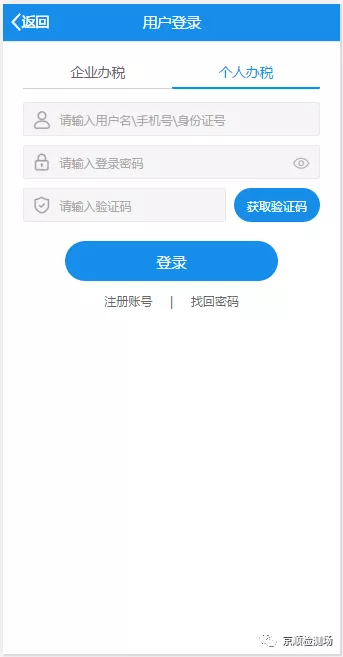 返回 用户登录
企业办税 个人办税
请输入用户名\手机号\身份证号
请输入登录密码
请输入验证码 获取验证码
登录
注册账号 | 找回密码
京顺检测场